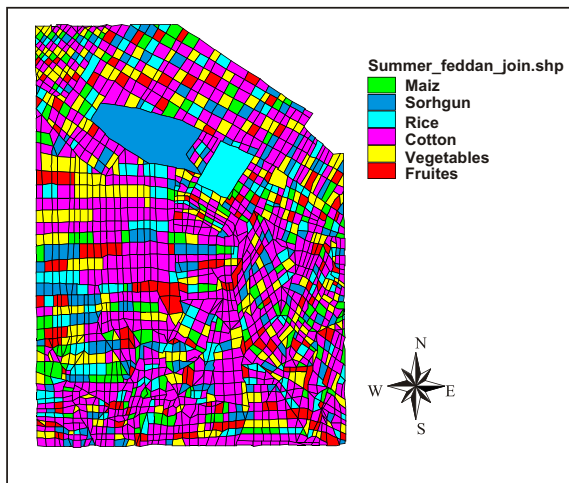 Summer_feddan_join.shp
Maiz
Sorhgun
Rice
Cotton
Vegetables
Fruites
N
W E
S